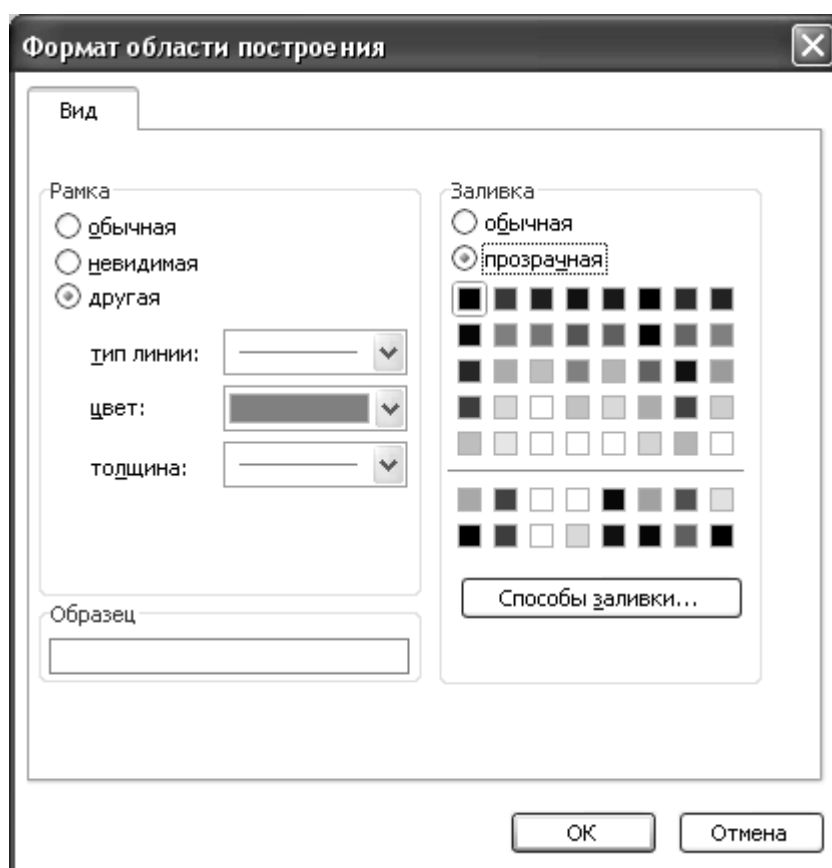 Формат области построения
Вид
Рамка
обычная
невидимая
другая
тип линии:
цвет:
толщина:
Образец
Заливка
обычная
прозрачная
Способы заливки...
ОК
Отмена